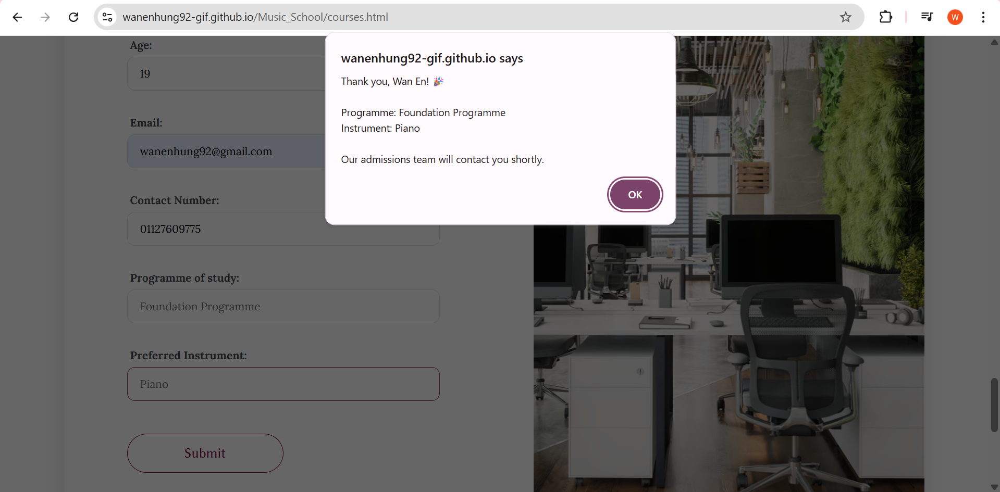 wanenhung92-gif.github.io/Music_School/courses.html
W
wanenhung92-gif.github.io says
Thank you, Wan En! 🎉
Programme: Foundation Programme
Instrument: Piano
Our admissions team will contact you shortly.
OK
Age:
19
Email:
wanenhung92@gmail.com
Contact Number:
01127609775
Programme of study:
Foundation Programme
Preferred Instrument:
Piano
Submit